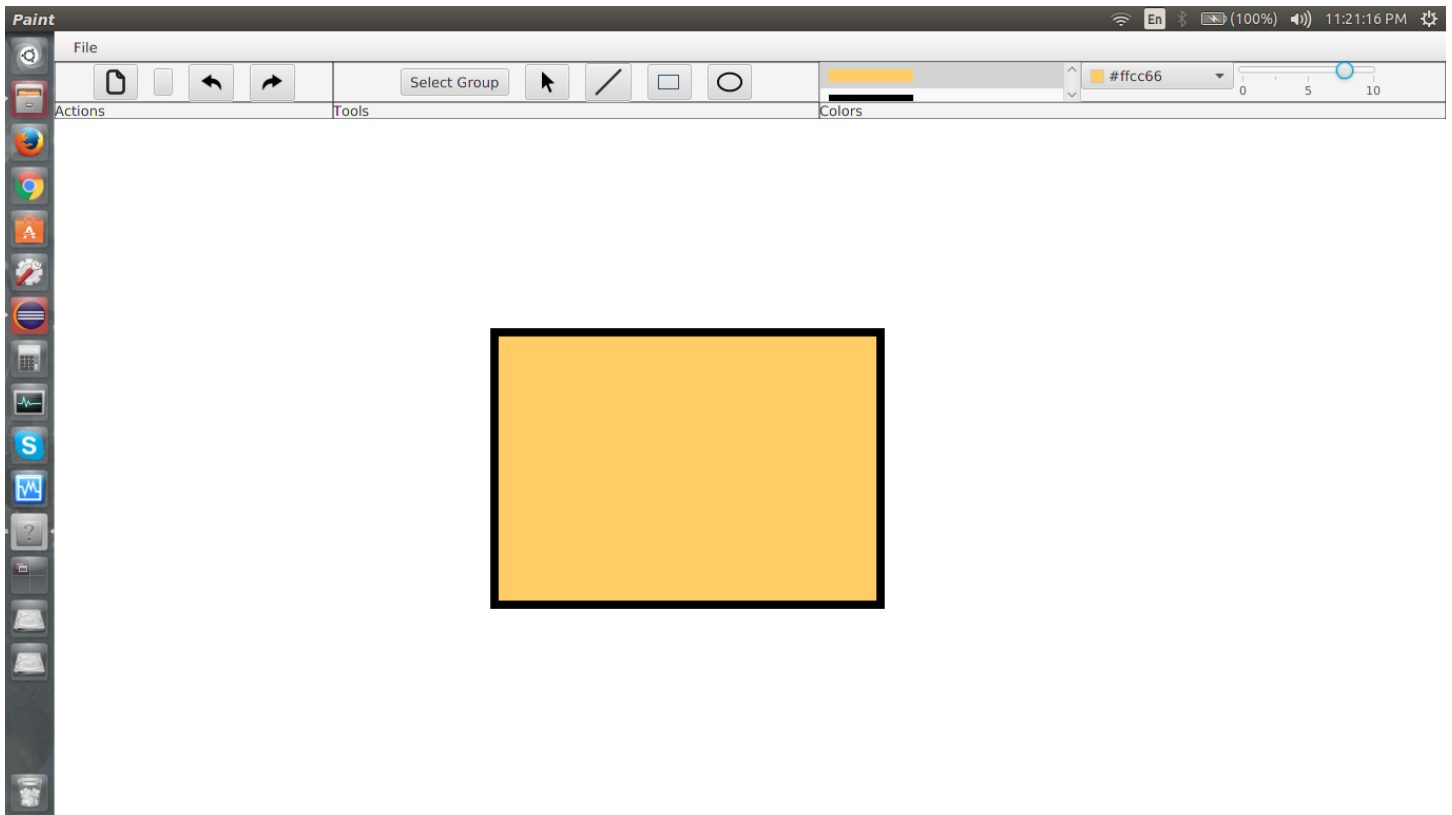 Paint
En
(100%)
11:21:16 PM
File
Select Group
#ffcc66
0 5 10
Actions
Tools
Colors
A
S
?